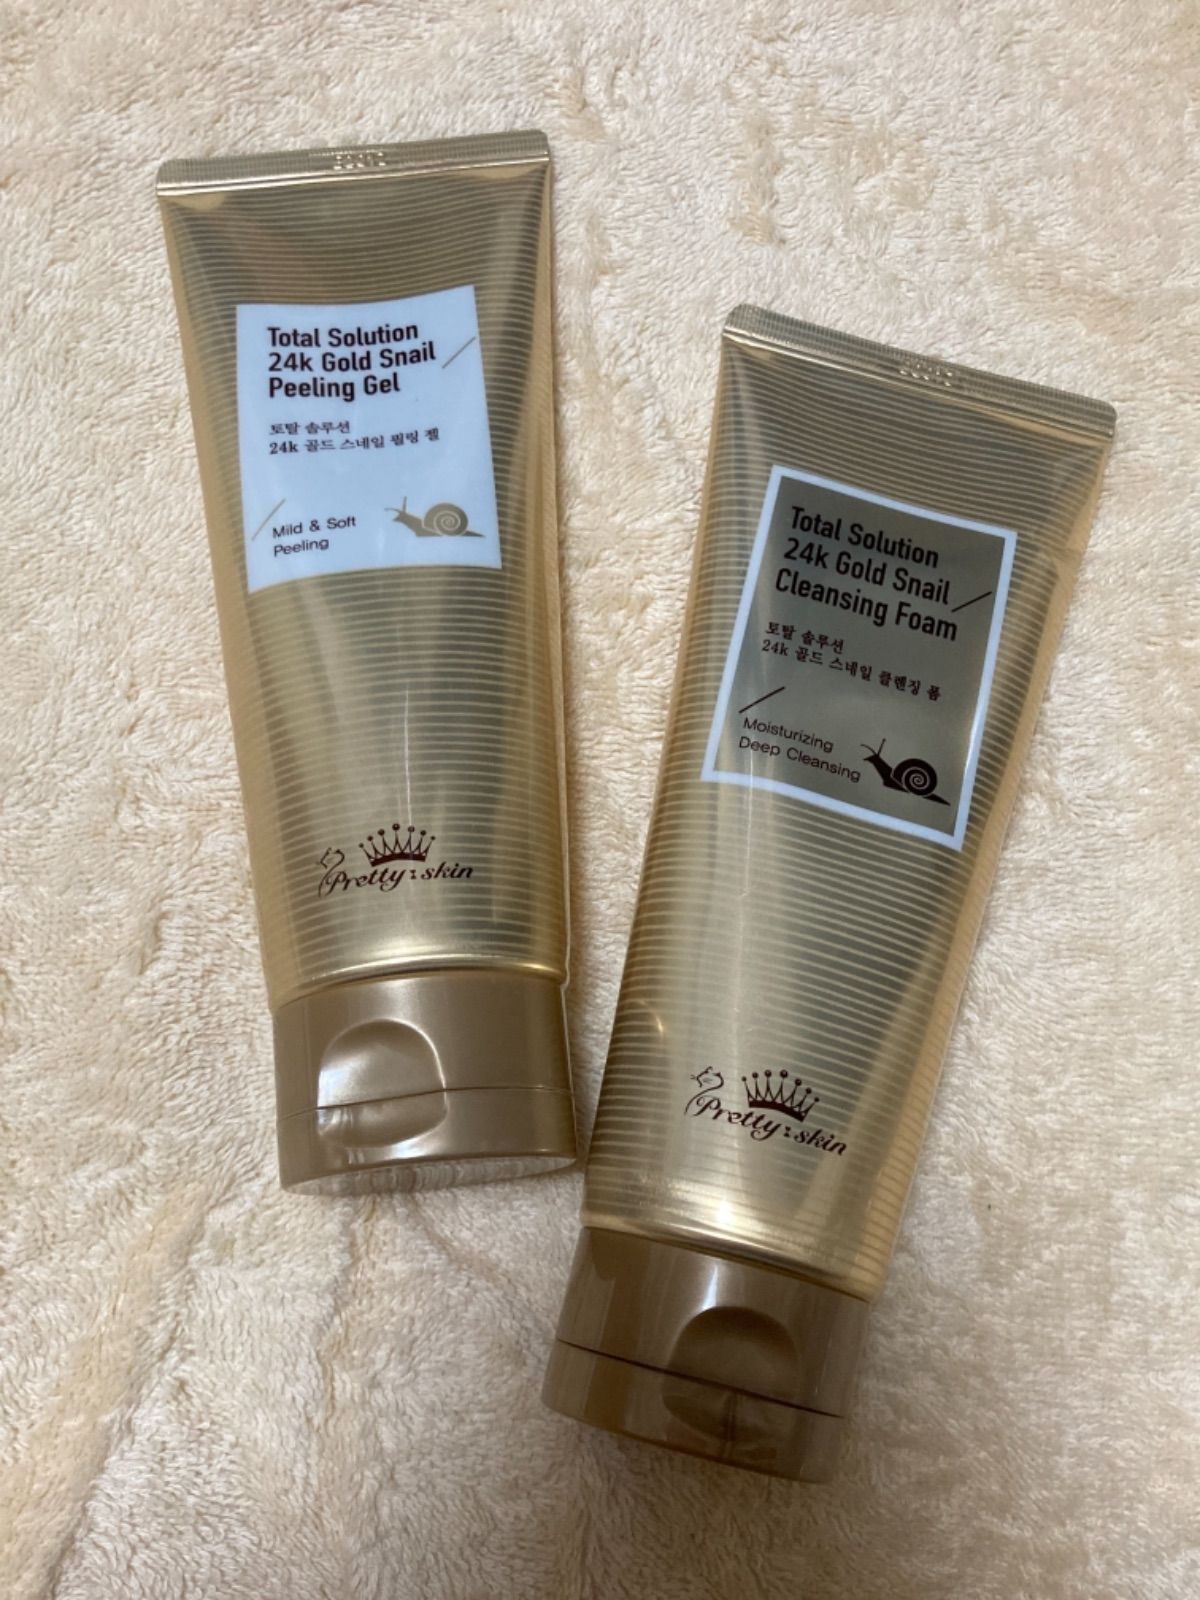 Total Solution
24k Gold Snail
Peeling Gel
토탈 솔루션
24k 골드 스네일 필링 젤
Mild & Soft
Peeling
Pretty skin
Total Solution
24k Gold Snail
Cleansing Foam
토탈 솔루션
24k 골드 스네일 클렌징 폼
Moisturizing
Deep Cleansing
Pretty skin